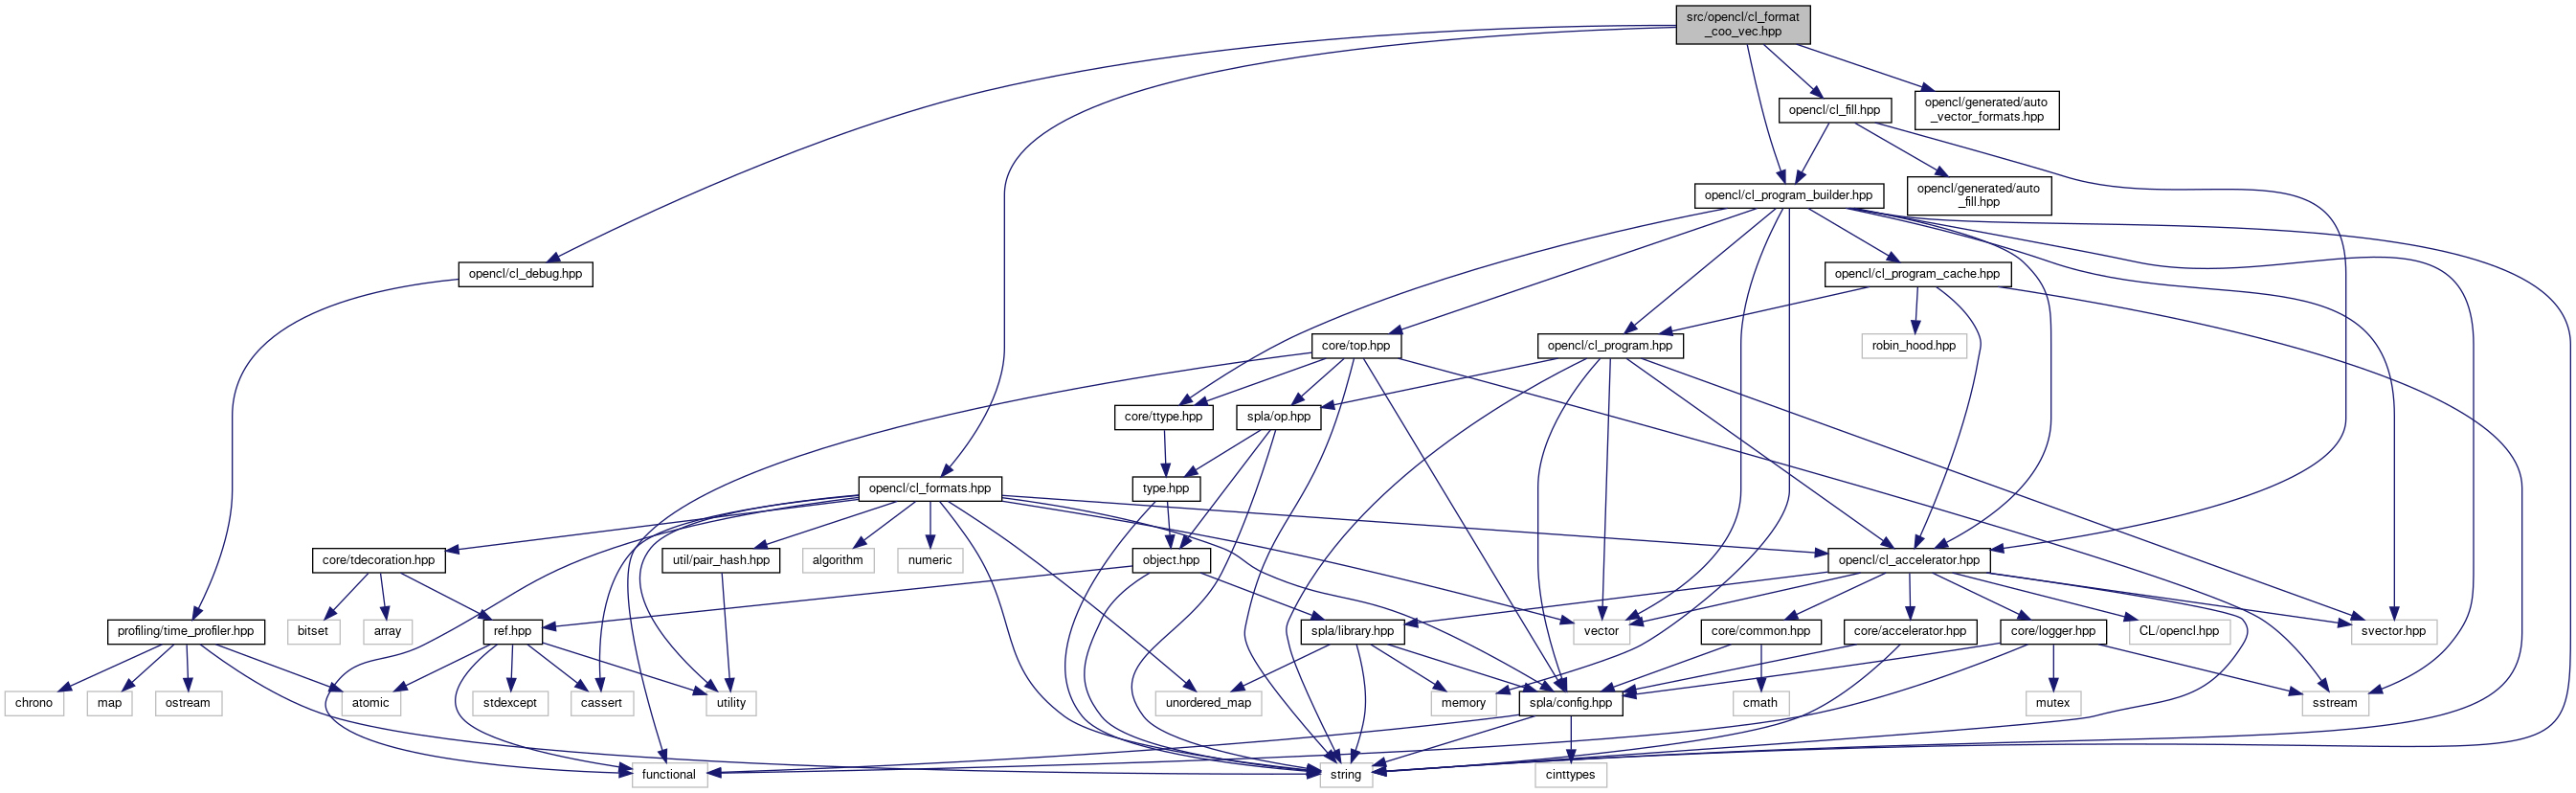 src/opencl/cl_format
_coo_vec.hpp
opencl/cl_fill.hpp
opencl/generated/auto
_vector_formats.hpp
opencl/cl_program_builder.hpp
opencl/generated/auto
_fill.hpp
opencl/cl_debug.hpp
opencl/cl_program_cache.hpp
core/top.hpp
opencl/cl_program.hpp
robin_hood.hpp
core/ttype.hpp
spla/op.hpp
opencl/cl_formats.hpp
type.hpp
core/tdecoration.hpp
util/pair_hash.hpp
algorithm
numeric
object.hpp
opencl/cl_accelerator.hpp
profiling/time_profiler.hpp
bitset
array
ref.hpp
vector
spla/library.hpp
core/common.hpp
core/accelerator.hpp
core/logger.hpp
CL/opencl.hpp
svector.hpp
chrono
map
ostream
atomic
stdexcept
cassert
utility
unordered_map
memory
spla/config.hpp
cmath
mutex
sstream
functional
string
cinttypes